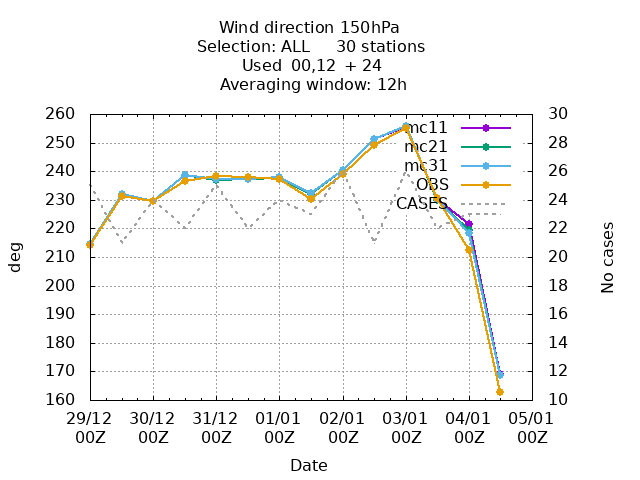 Wind direction 150hPa
Selection: ALL 30 stations
Used 00,12 + 24
Averaging window: 12h
260 30
250 28
240 26
230 24
220 22
210 20
200 18
190 16
180 14
170 12
160 10
mc11
mc21
mc31
OBS
CASES
deg
No cases
29/12 30/12 31/12 01/01 02/01 03/01 04/01 05/01
00Z 00Z 00Z 00Z 00Z 00Z 00Z 00Z
Date